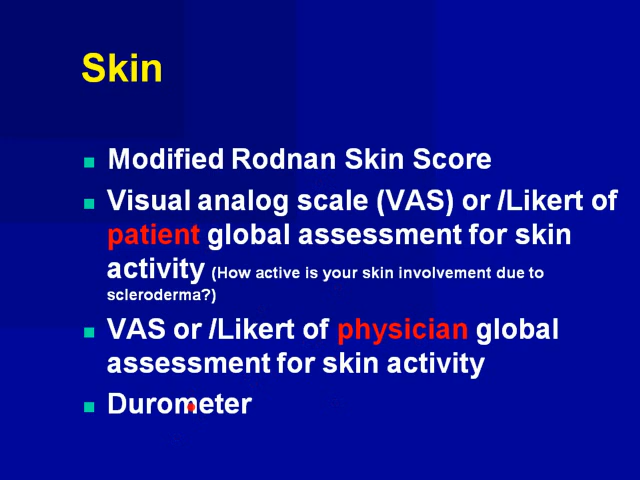 Skin
Modified Rodnan Skin Score
Visual analog scale (VAS) or /Likert of
patient global assessment for skin
activity (How active is your skin involvement due to
scleroderma?)
VAS or /Likert of physician global
assessment for skin activity
Durometer